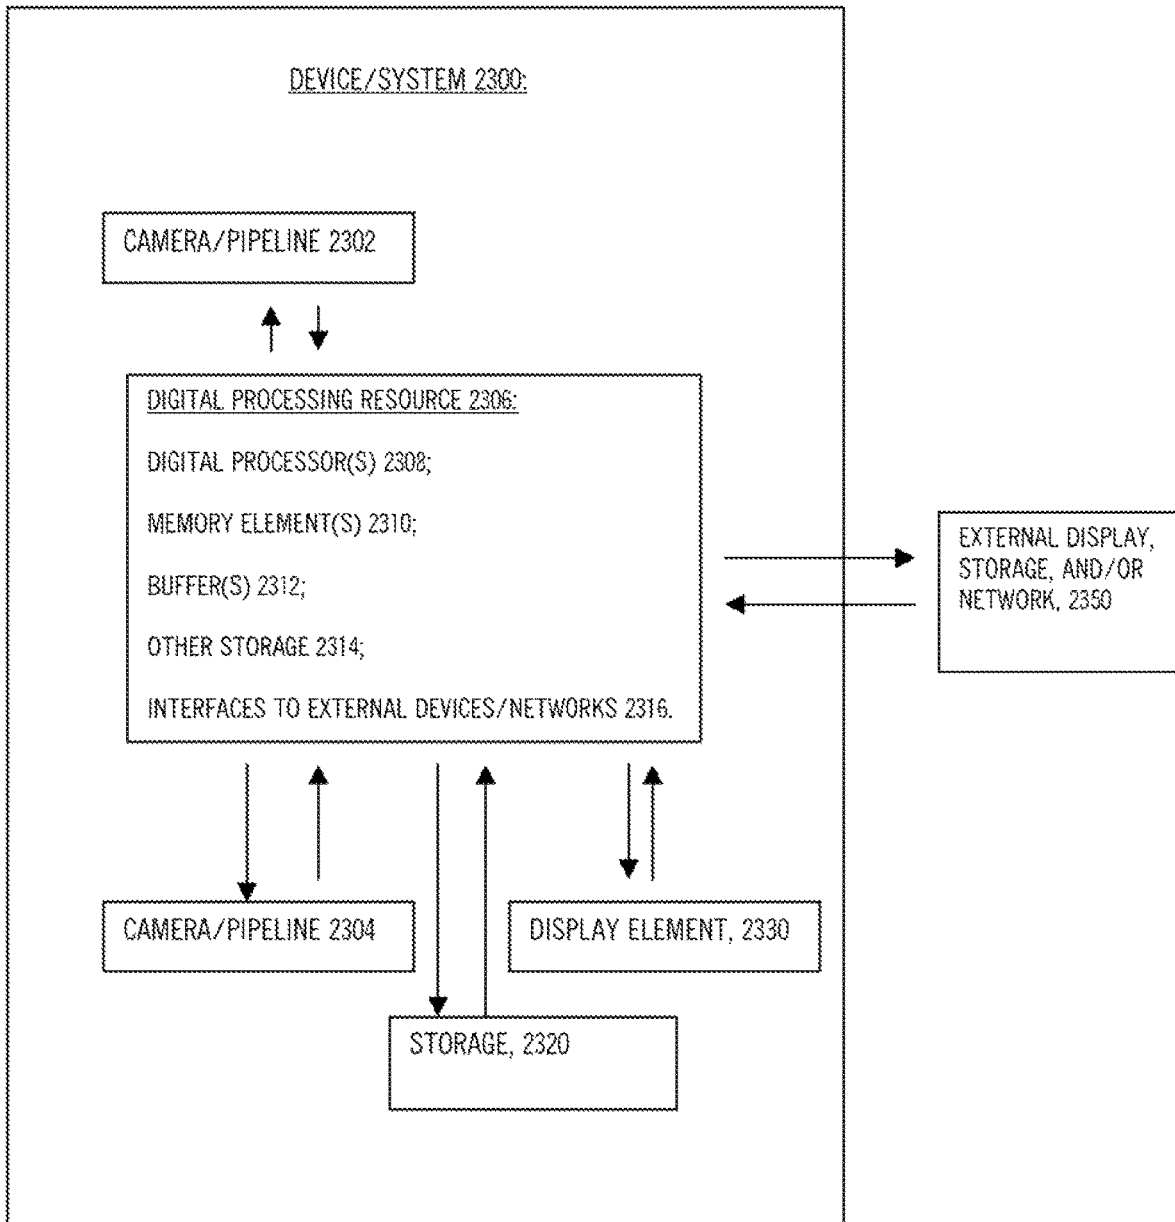 DEVICE/SYSTEM 2300:
CAMERA/PIPELINE 2302
DIGITAL PROCESSING RESOURCE 2306:
DIGITAL PROCESSOR(S) 2308;
MEMORY ELEMENT(S) 2310;
BUFFER(S) 2312;
OTHER STORAGE 2314;
INTERFACES TO EXTERNAL DEVICES/NETWORKS 2316.
EXTERNAL DISPLAY,
STORAGE, AND/OR
NETWORK, 2350
CAMERA/PIPELINE 2304
DISPLAY ELEMENT, 2330
STORAGE, 2320